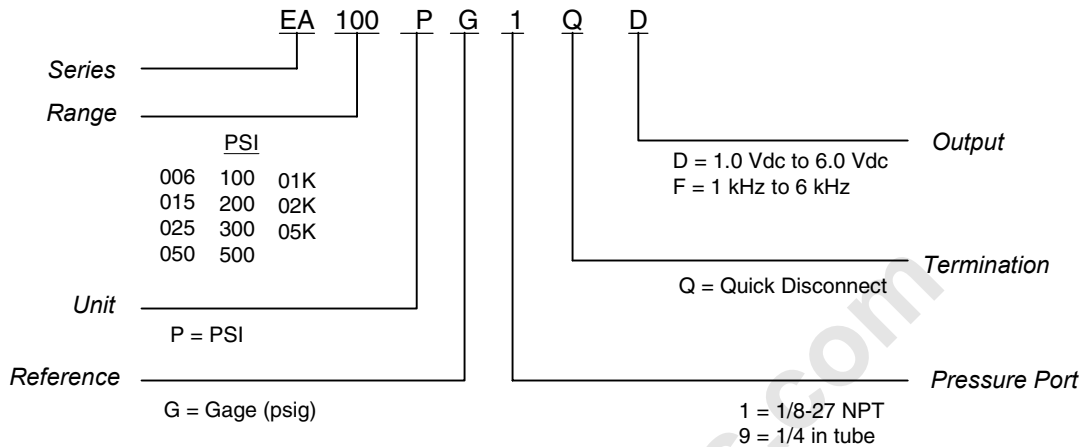 EA 100 P G 1 Q D
Series
Range
PSI
006 100 01K
015 200 02K
025 300 05K
050 500
Unit
P = PSI
Reference
G = Gage (psig)
Output
D = 1.0 Vdc to 6.0 Vdc
F = 1 kHz to 6 kHz
Termination
Q = Quick Disconnect
Pressure Port
1 = 1/8-27 NPT
9 = 1/4 in tube
.com